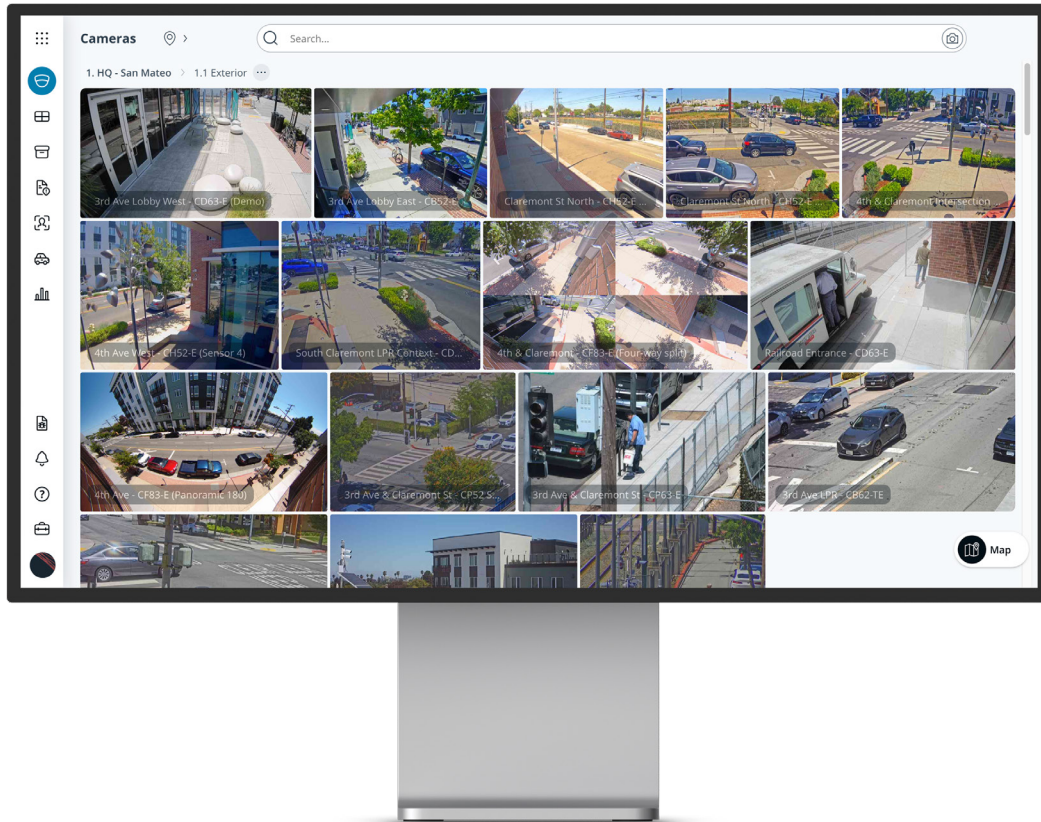 Cameras
Search...
1. HQ - San Mateo > 1.1 Exterior ...
3rd Ave Lobby West - CD63-E (Demo)
3rd Ave Lobby East - CB52-E
Claremont St North - CH52-E ...
Claremont St North - CH52-E ...
4th & Claremont Intersection ...
4th Ave West - CH52-E (Sensor 4)
South Claremont LPR Context - CD...
4th & Claremont - CF83-E (Four-way split)
Railroad Entrance - CD63-E
4th Ave - CF83-E (Panoramic 180)
3rd Ave & Claremont St - CP52 S...
3rd Ave & Claremont St - CP63-E
3rd Ave LPR - CB62-TE
Map